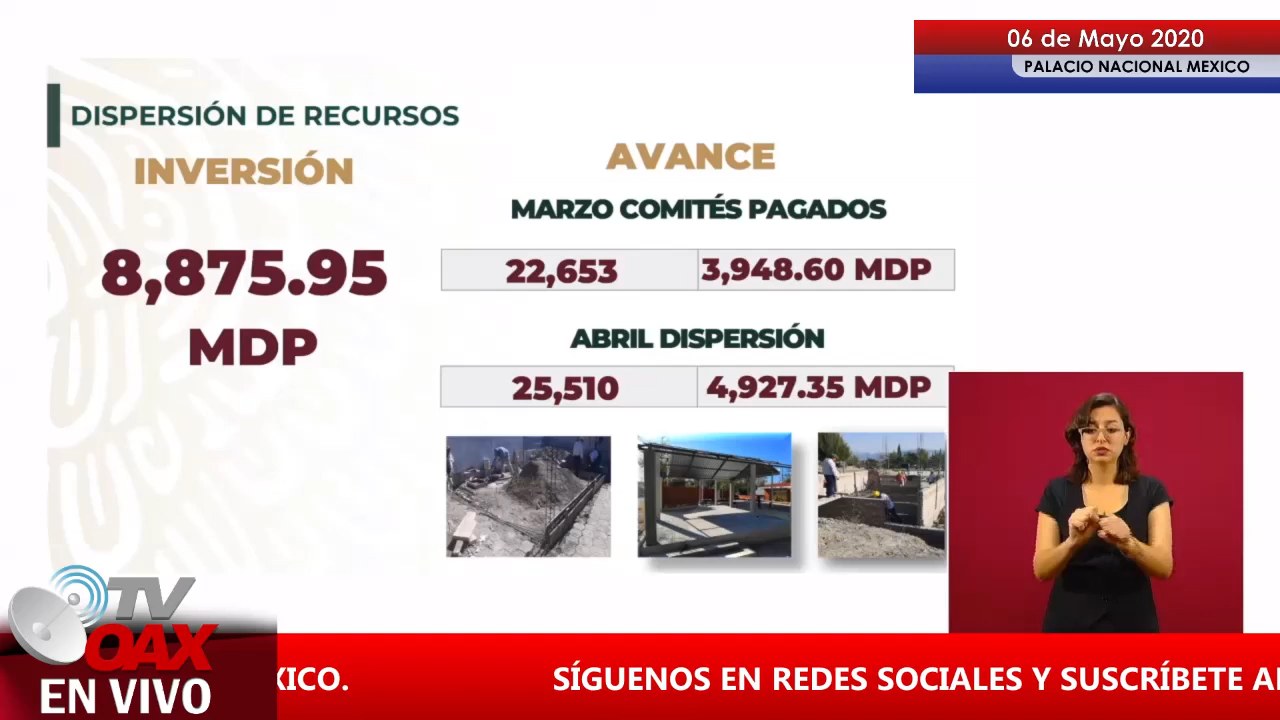 06 de Mayo 2020
PALACIO NACIONAL MEXICO
DISPERSIÓN DE RECURSOS
INVERSIÓN
8,875.95
MDP
AVANCE
MARZO COMITÉS PAGADOS
22,653 3,948.60 MDP
ABRIL DISPERSIÓN
25,510 4,927.35 MDP
TV
OAX
EN VIVO
XICO. SÍGUENOS EN REDES SOCIALES Y SUSCRÍBETE A